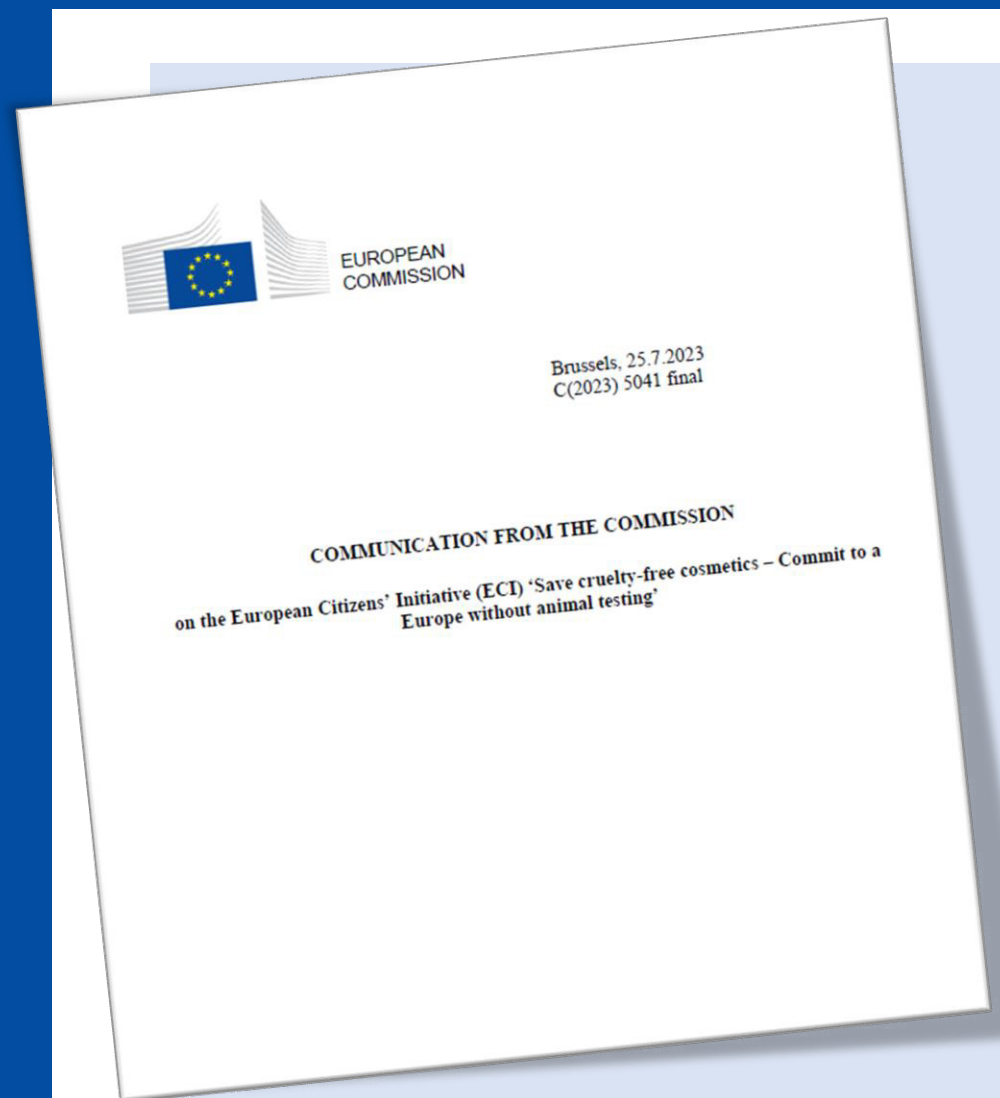 EUROPEAN
COMMISSION
Brussels, 25.7.2023
C(2023) 5041 final
COMMUNICATION FROM THE COMMISSION
on the European Citizens’ Initiative (ECI) ‘Save cruelty-free cosmetics – Commit to a
Europe without animal testing’